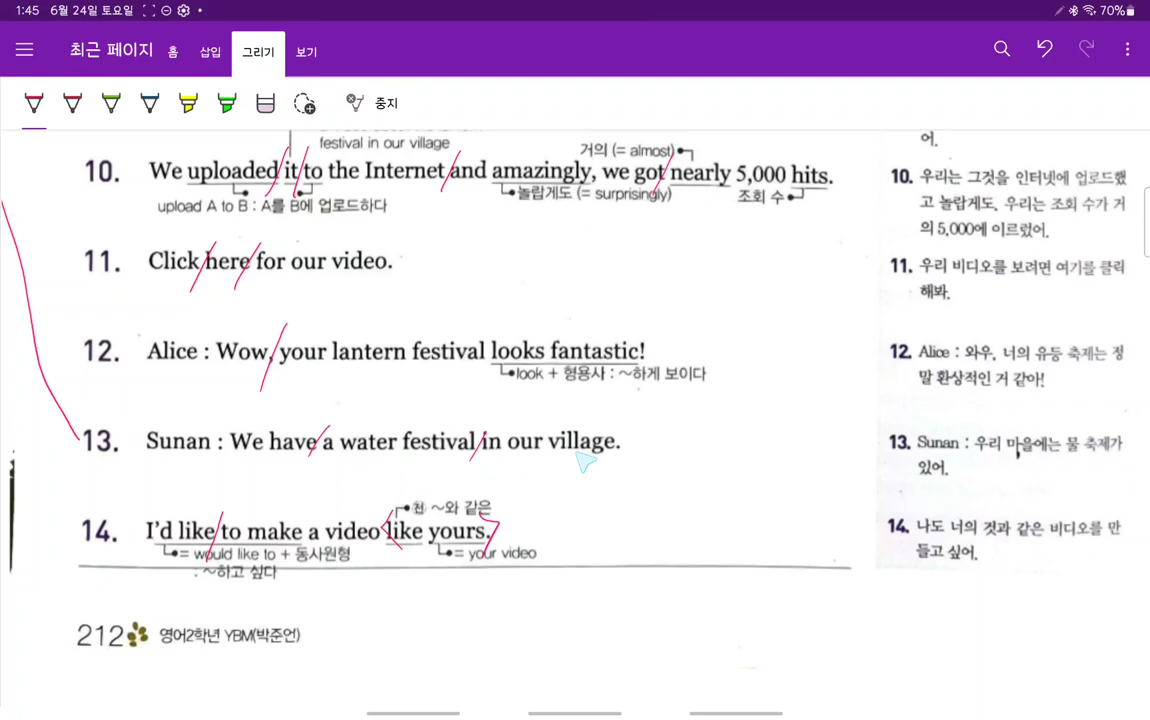 1:45 6월 24일 토요일 70%
최근 페이지 홈 삽입 그리기 보기
중지
festival in our village
거의 (= almost)
10. We uploaded it to the Internet and amazingly, we got nearly 5,000 hits.
upload A to B : A를 B에 업로드하다
놀랍게도 (= surprisingly)
조회 수
11. Click here for our video.
12. Alice : Wow, your lantern festival looks fantastic!
look + 형용사 : ~하게 보이다
13. Sunan : We have a water festival in our village.
전 ~와 같은
14. I'd like to make a video like yours.
= would like to + 동사원형
: ~하고 싶다
= your video
212 영어2학년 YBM(박준언)
어.
10. 우리는 그것을 인터넷에 업로드했
고 놀랍게도, 우리는 조회 수가 거
의 5,000에 이르렀어.
11. 우리 비디오를 보려면 여기를 클릭
해봐.
12. Alice : 와우, 너의 유등 축제는 정
말 환상적인 거 같아!
13. Sunan : 우리 마을에는 물 축제가
있어.
14. 나도 너의 것과 같은 비디오를 만
들고 싶어.